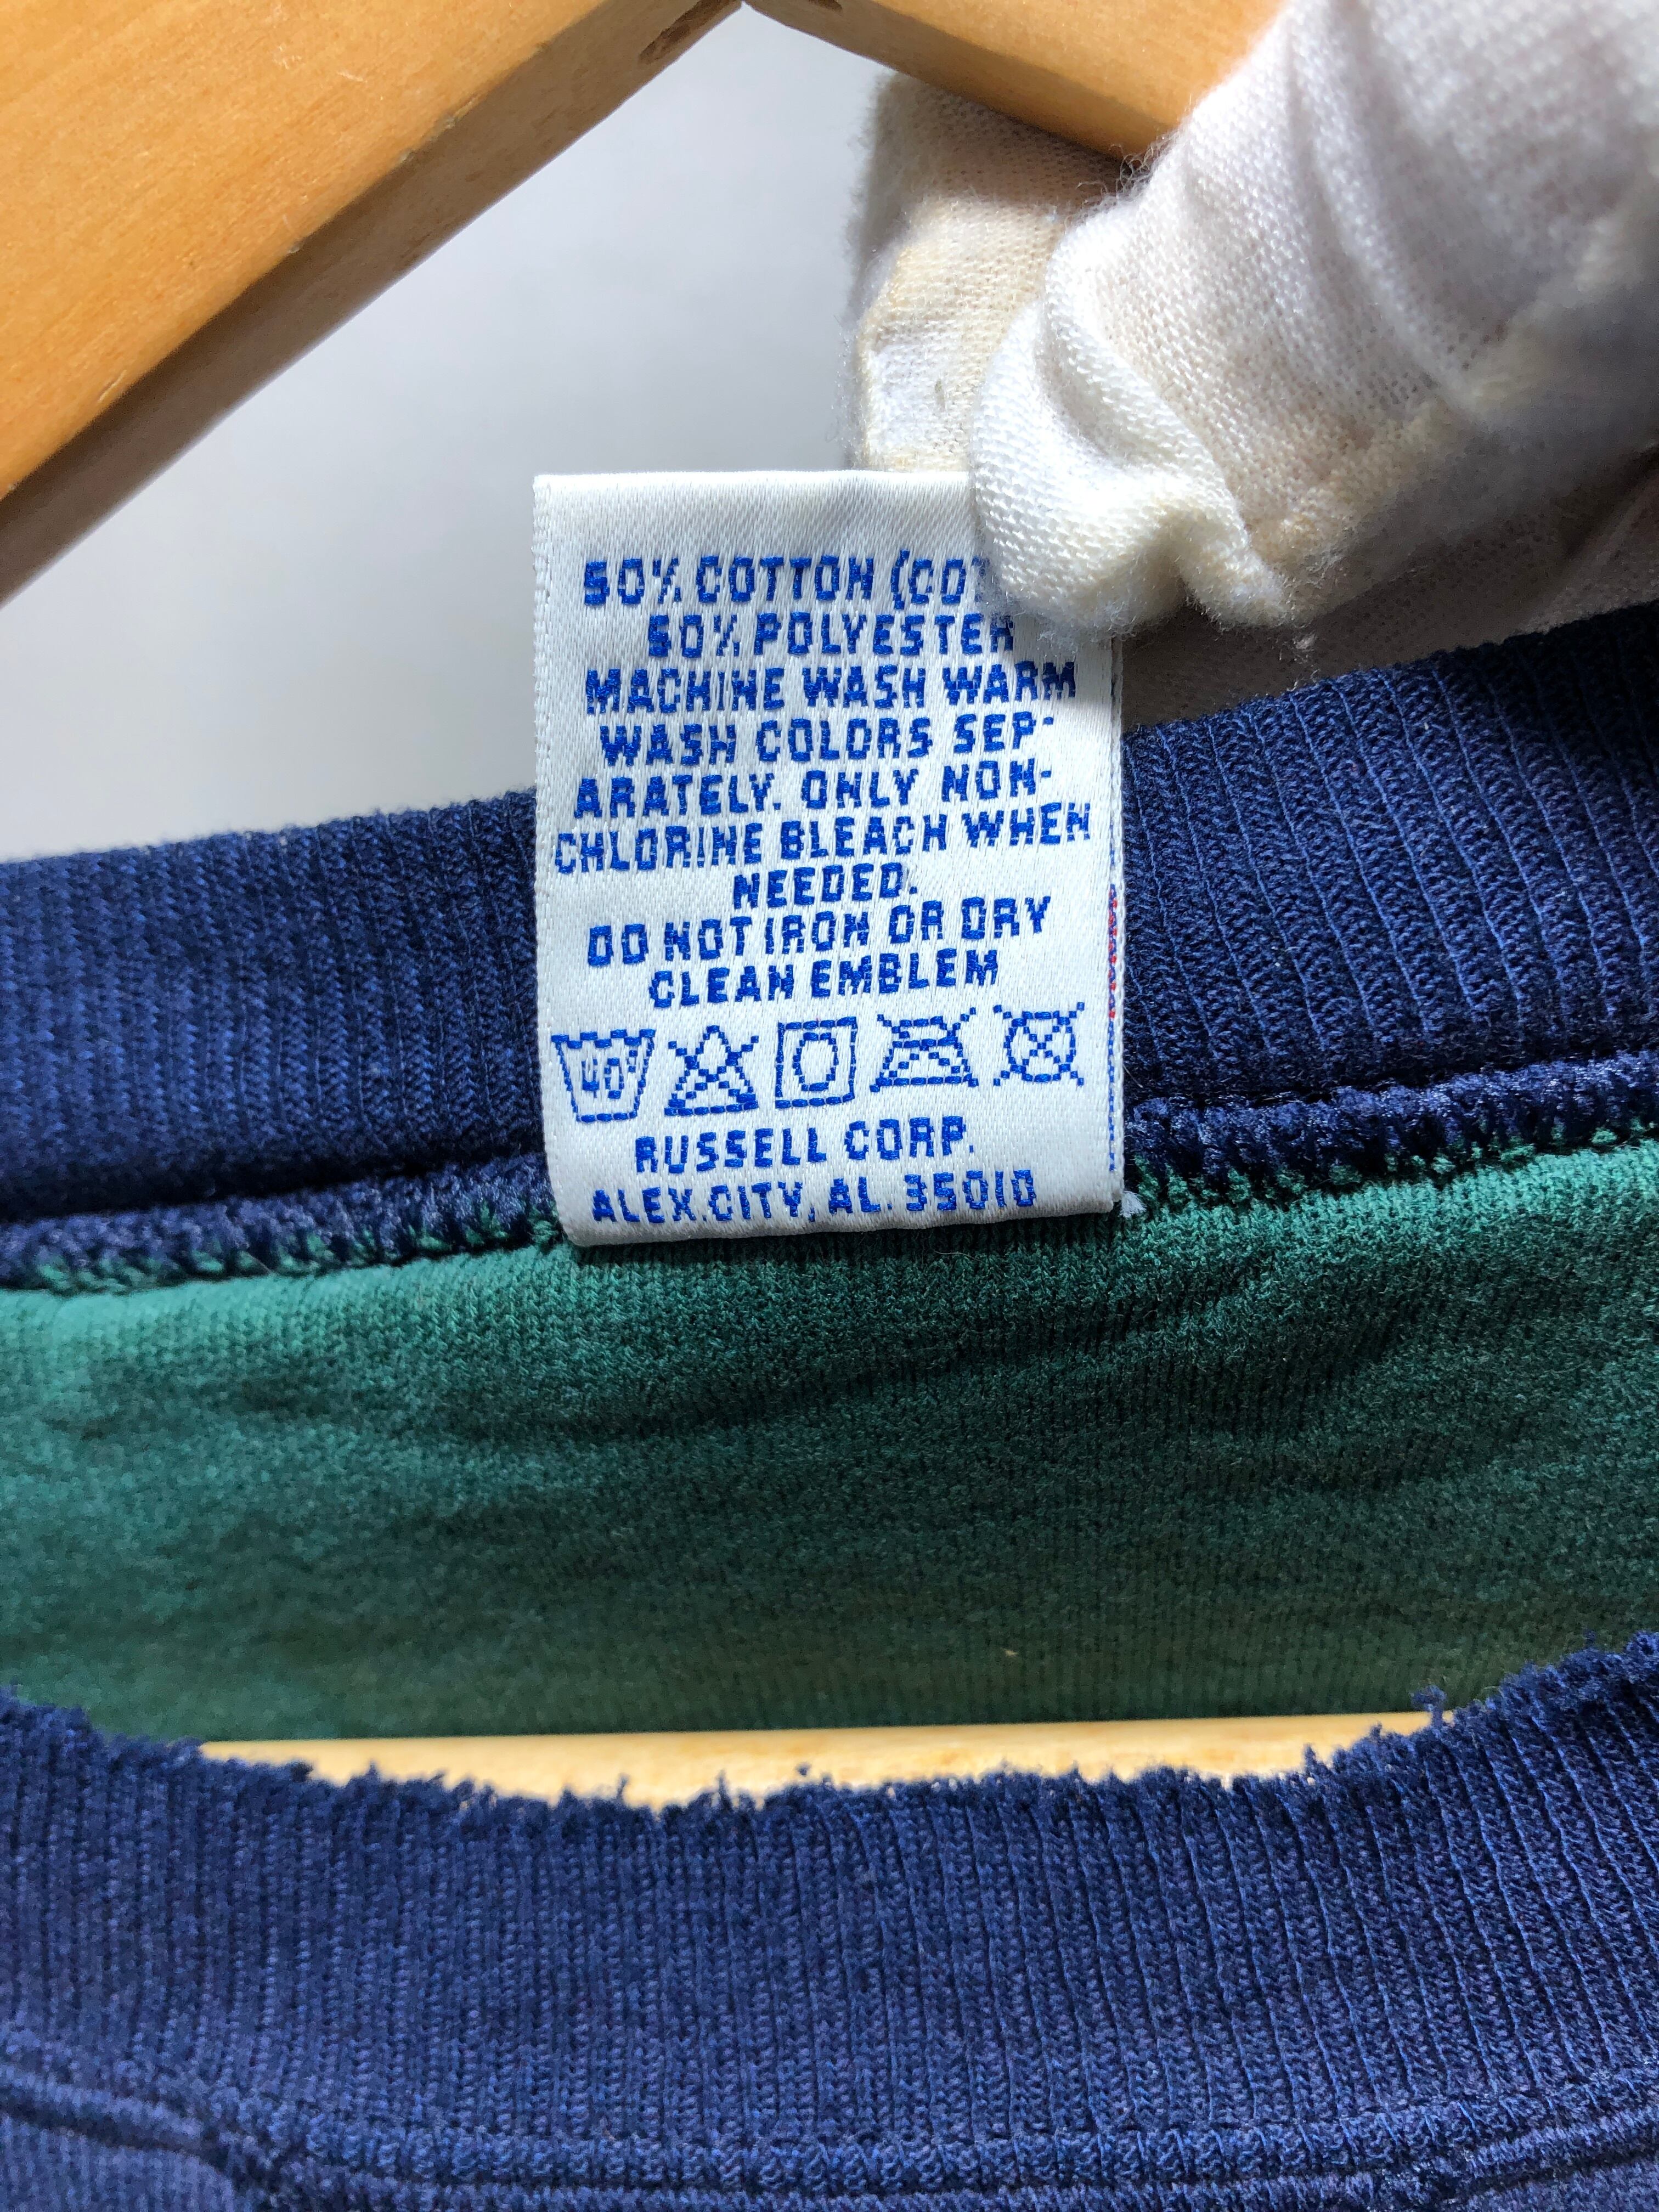 50% COTTON (CO
50% POLYESTER
MACHINE WASH WARM
WASH COLORS SEP-
ARATELY. ONLY NON-
CHLORINE BLEACH WHEN
NEEDED.
DO NOT IRON OR DRY
CLEAN EMBLEM
40°
RUSSELL CORP.
ALEX.CITY, AL. 35010